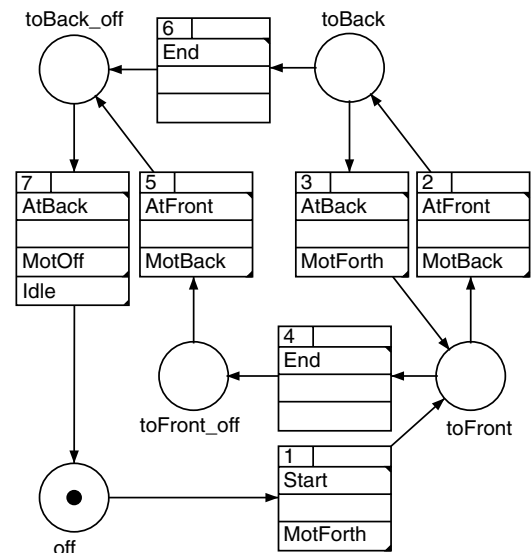 toBack_off
6
End
toBack
7
AtBack
MotOff
Idle
5
AtFront
MotBack
3
AtBack
MotForth
2
AtFront
MotBack
4
End
toFront_off
toFront
1
Start
MotForth
off